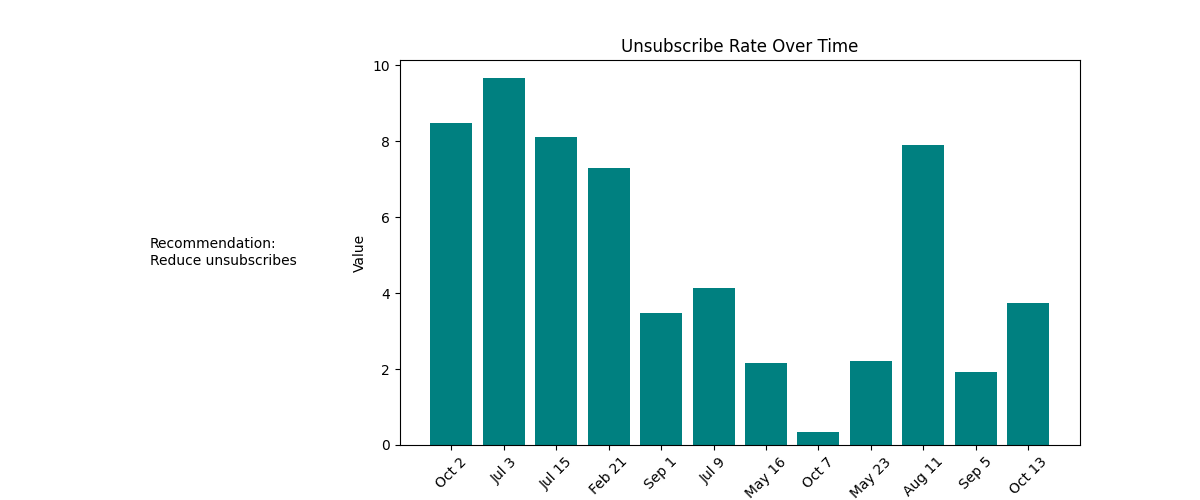 Unsubscribe Rate Over Time
Recommendation:
Reduce unsubscribes
Value
10
8
6
4
2
0
Oct 2
Jul 3
Jul 15
Feb 21
Sep 1
Jul 9
May 16
Oct 7
May 23
Aug 11
Sep 5
Oct 13